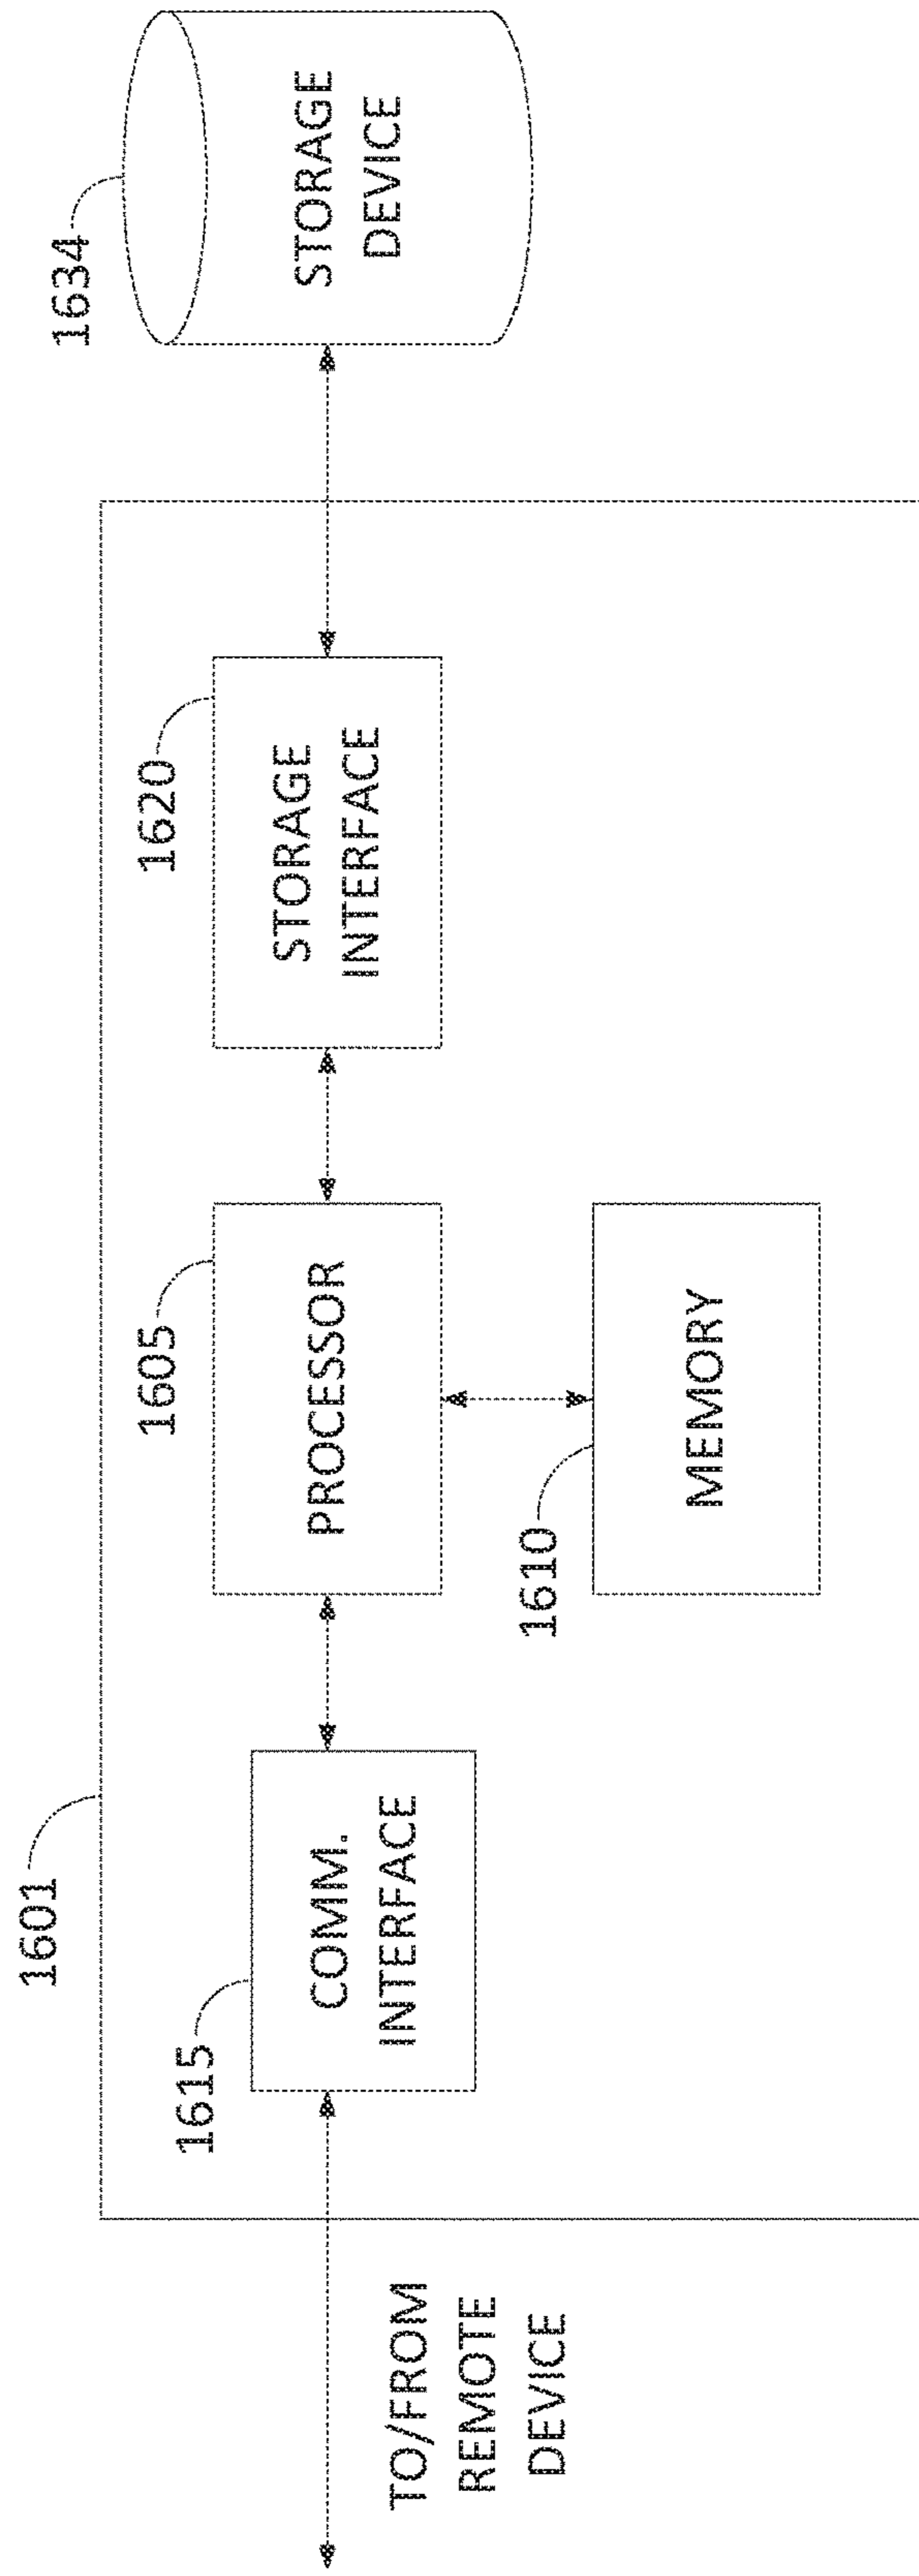 1601
1615
COMM.
INTERFACE
TO/FROM
REMOTE
DEVICE
1605
PROCESSOR
1610
MEMORY
1620
STORAGE
INTERFACE
1634
STORAGE
DEVICE